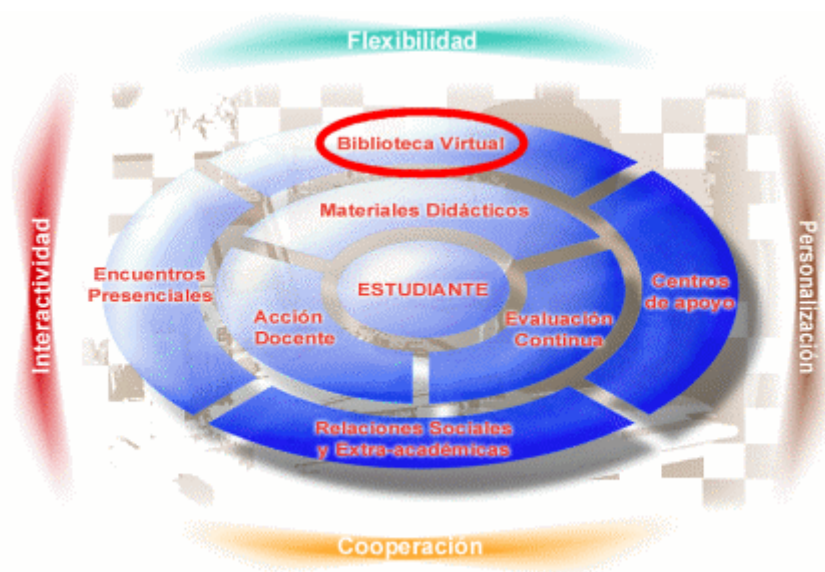 Flexibilidad
Biblioteca Virtual
Materiales Didácticos
Interactividad
Encuentros
Presenciales
ESTUDIANTE
Acción
Docente
Evaluación
Contínua
Centros
de apoyo
Personalización
Relaciones Sociales
y Extra-académicas
Cooperación